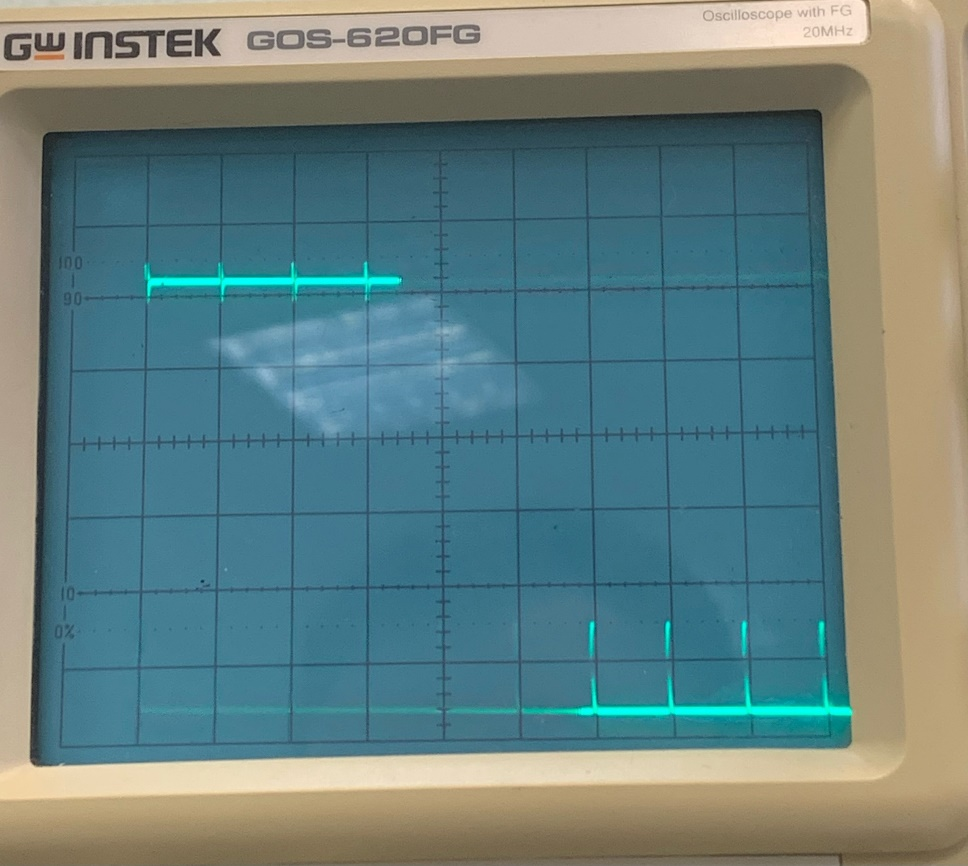 GW INSTEK GOS-620FG
Oscilloscope with FG
20MHz
100
90
10
0%